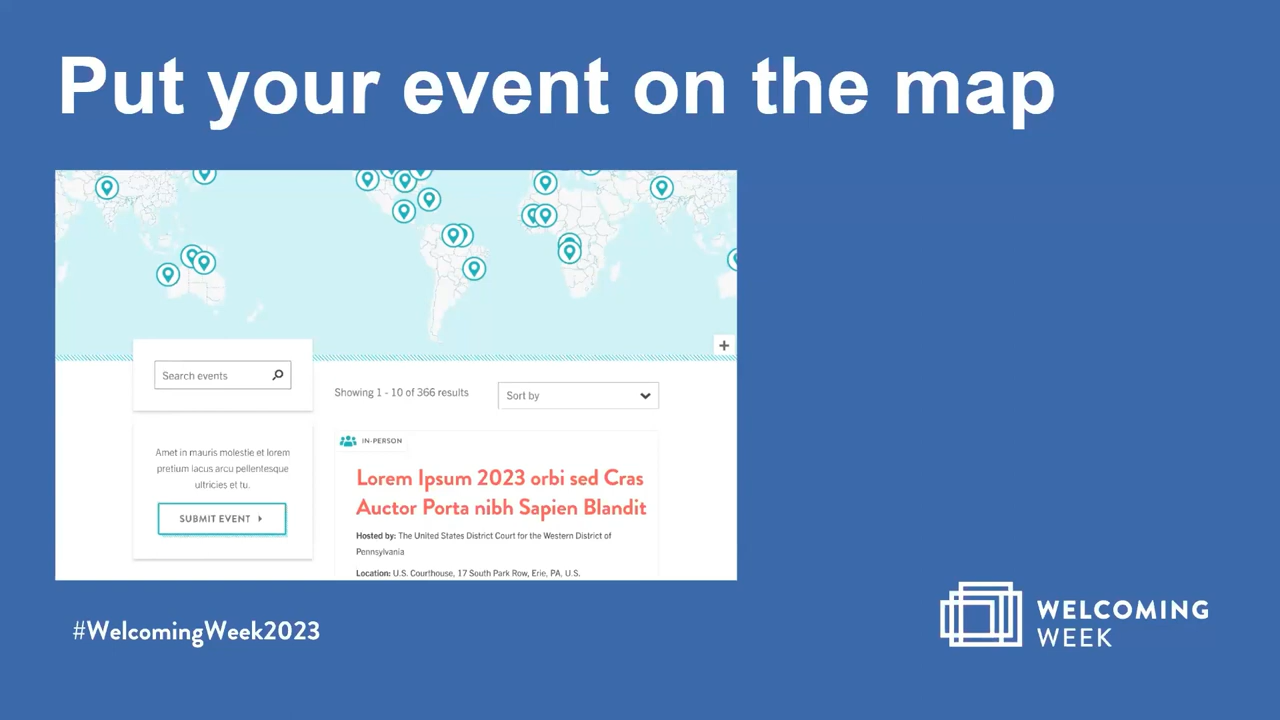 Put your event on the map
Search events
Showing 1 - 10 of 366 results
Sort by
IN-PERSON
Amet in mauris molestie et lorem
pretium lacus arcu pellentesque
ultricies et tu.
SUBMIT EVENT
Lorem Ipsum 2023 orbi sed Cras
Auctor Porta nibh Sapien Blandit
Hosted by: The United States District Court for the Western District of
Pennsylvania
Location: U.S. Courthouse, 17 South Park Row, Erie, PA, U.S.
#WelcomingWeek2023
WELCOMING
WEEK